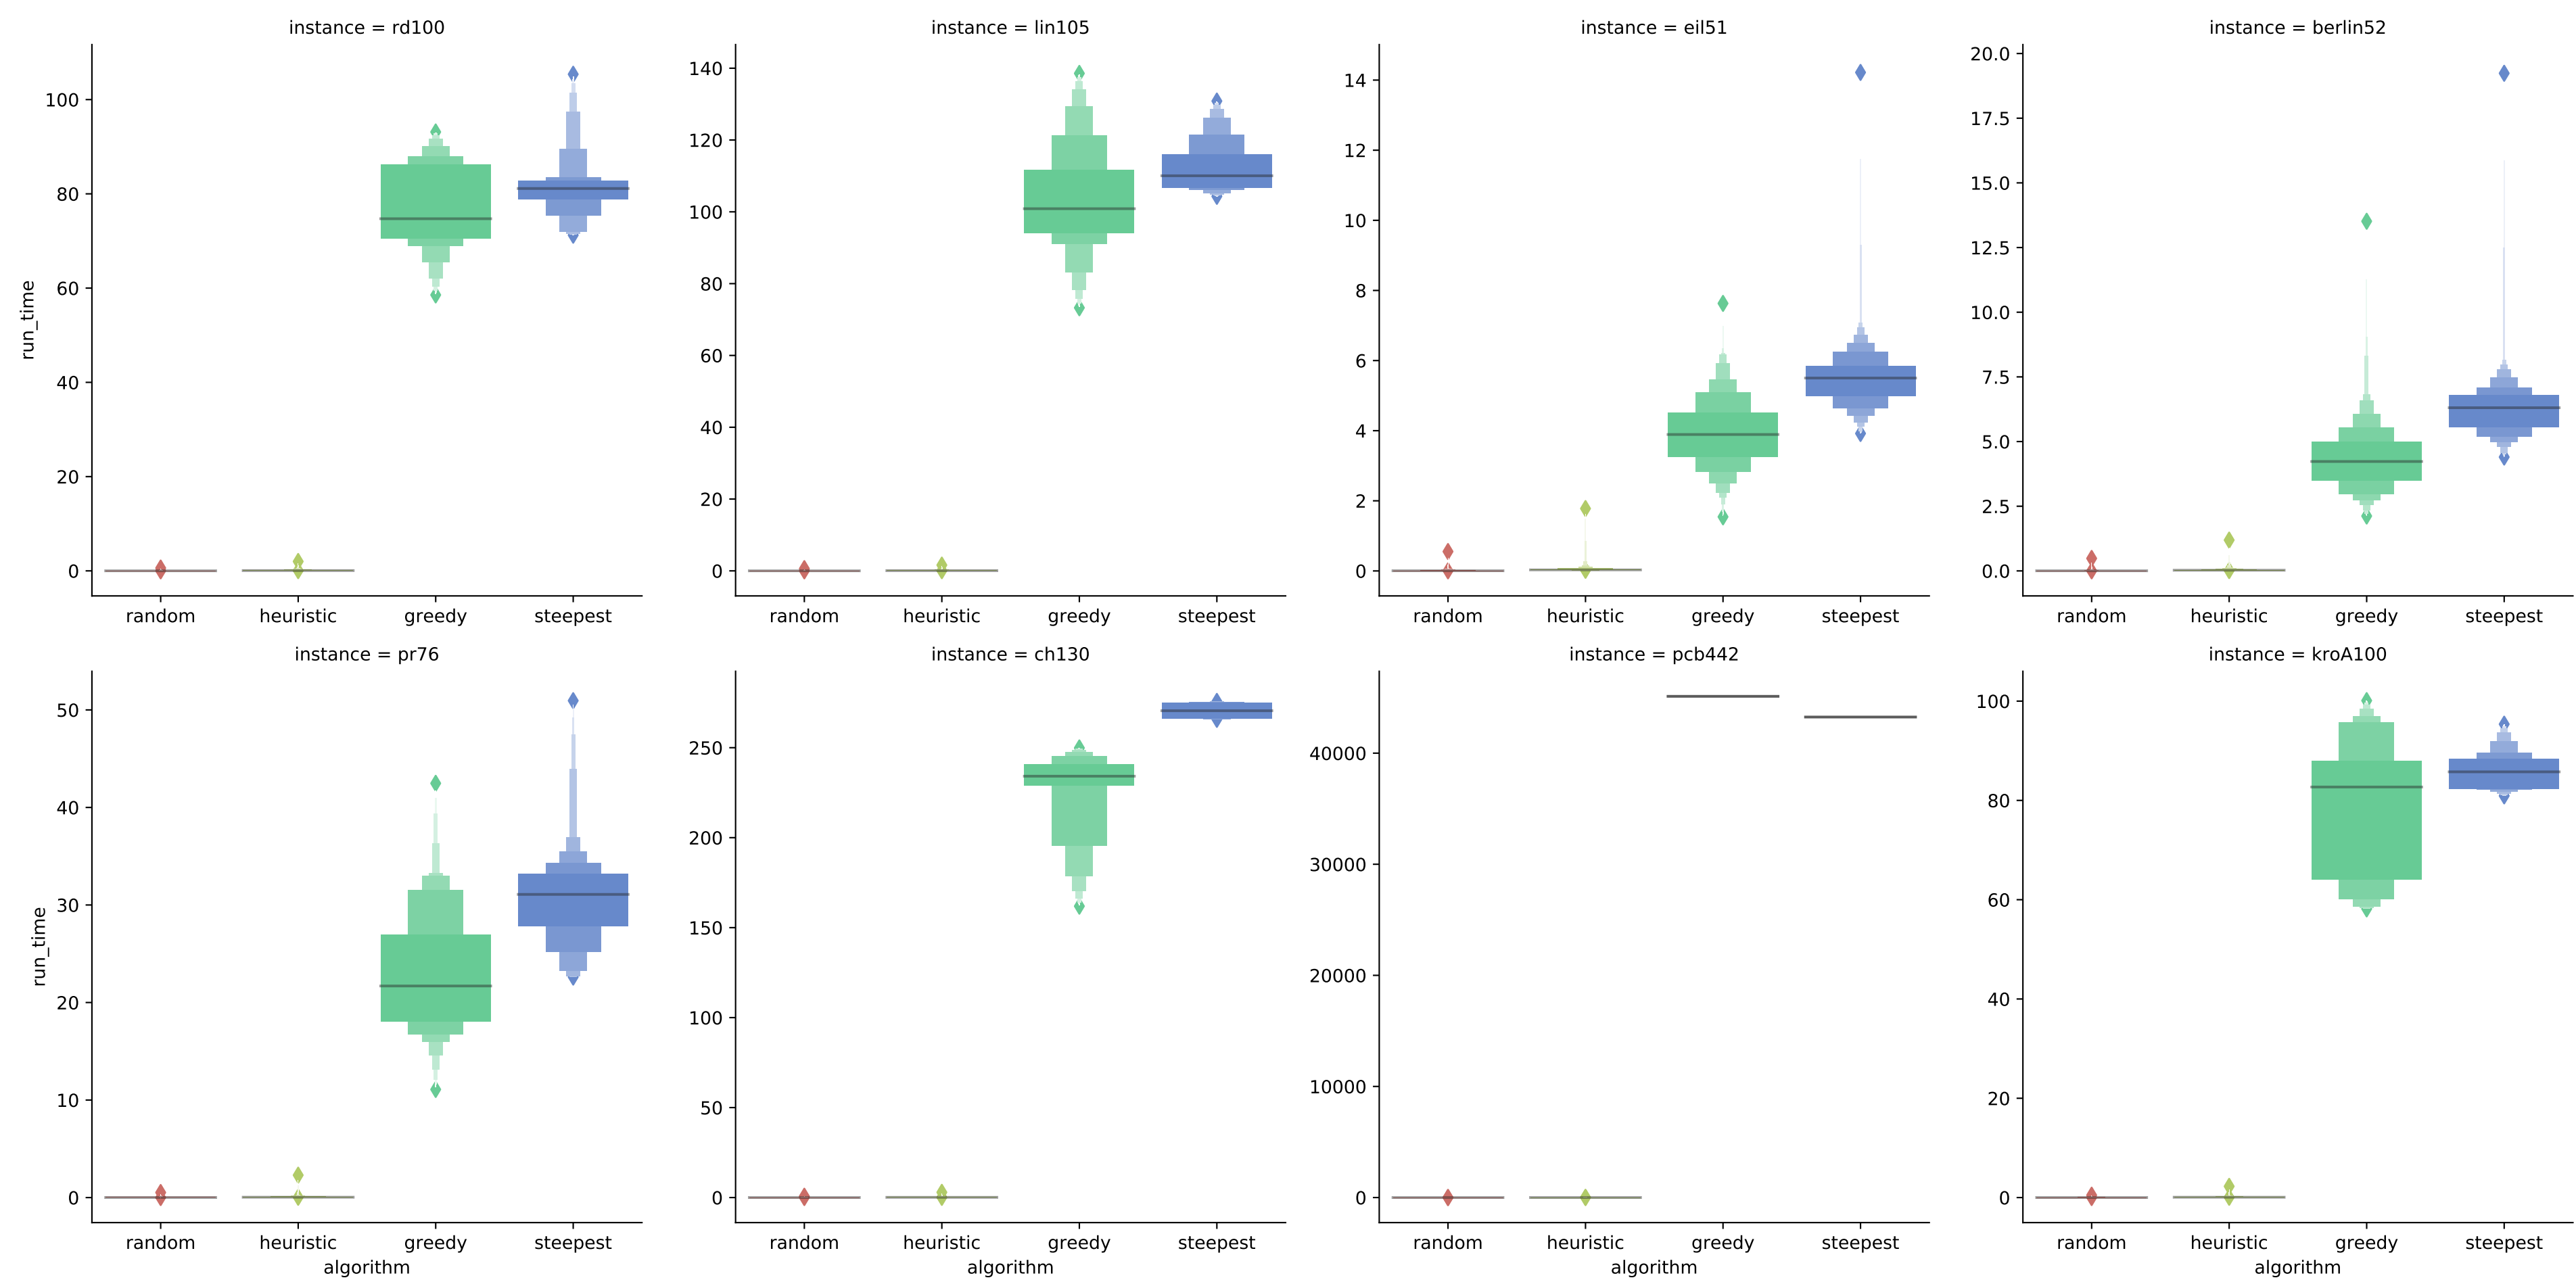 instance = rd100
instance = lin105
instance = eil51
instance = berlin52
run_time
100
80
60
40
20
0
140
120
100
80
60
40
20
0
14
12
10
8
6
4
2
0
20.0
17.5
15.0
12.5
10.0
7.5
5.0
2.5
0.0
random heuristic greedy steepest
random heuristic greedy steepest
random heuristic greedy steepest
random heuristic greedy steepest
instance = pr76
instance = ch130
instance = pcb442
instance = kroA100
run_time
50
40
30
20
10
0
250
200
150
100
50
0
40000
30000
20000
10000
0
100
80
60
40
20
0
random heuristic greedy steepest
random heuristic greedy steepest
random heuristic greedy steepest
random heuristic greedy steepest
algorithm
algorithm
algorithm
algorithm